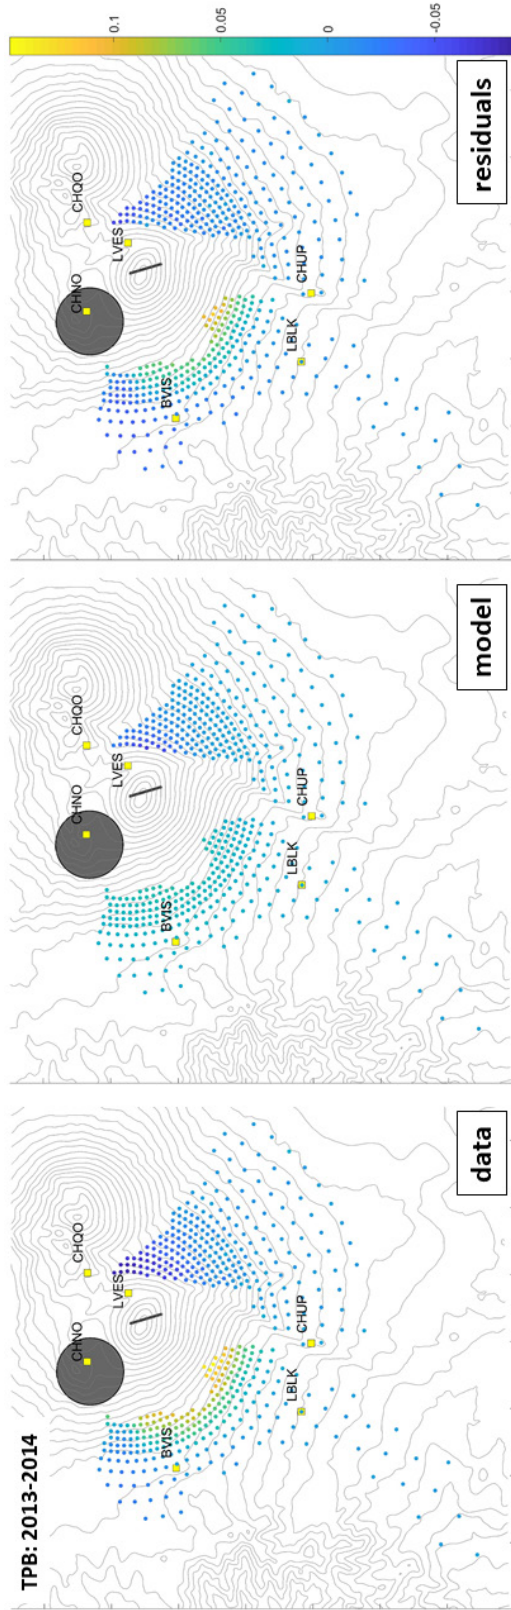 TPB: 2013-2014
CHNO
CHQO
LVES
BVIS
LBLK
CHUP
data
CHNO
CHQO
LVES
BVIS
LBLK
CHUP
model
CHNO
CHQO
LVES
BVIS
LBLK
CHUP
residuals
0.1
0.05
0
-0.05